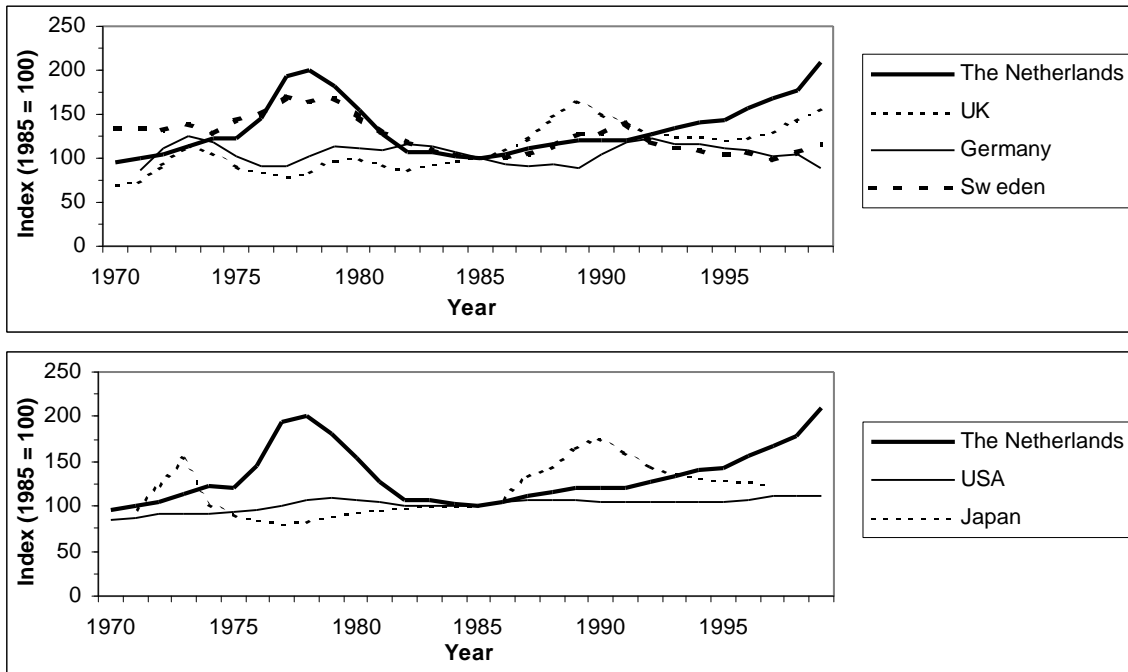 250
200
150
100
50
0
Index (1985 = 100)
1970 1975 1980 1985 1990 1995
Year
The Netherlands
UK
Germany
Sw eden
250
200
150
100
50
0
Index (1985 = 100)
1970 1975 1980 1985 1990 1995
Year
The Netherlands
USA
Japan